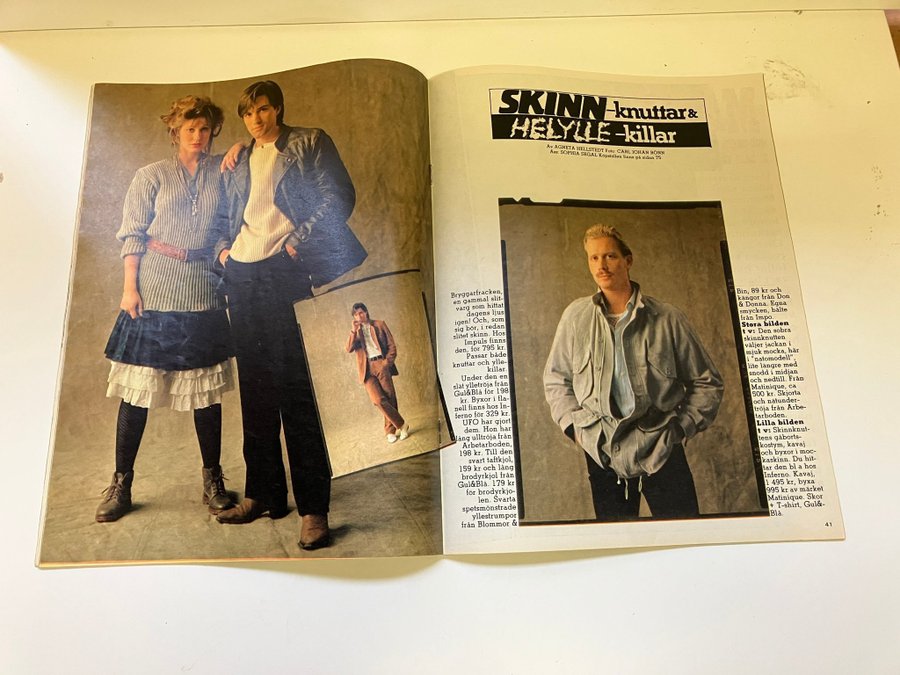 SKINN-knuttar &
HELYLLE-killar
Av AGNETA HELLSTEDT Foto CARL JOHAN RÖNN
Ass: SOPHIA SEGAL Köpställen finns på sidan 75
Bryggarfracken,
en gammal slit-
varg som hittat
dagens ljus
igen! Och, som
sig bör, i redan
slitet skinn. Hos
Impuls finns
den, för 795 kr.
Passar både
knuttar och ylle-
killar.
Under den en
slät ylletröja från
Gul&Blå för 198
kr. Byxor i fla-
nell finns hos In-
ferno för 329 kr.
UFO har gjort
dem. Hon har
lång ulltröja från
Arbetarboden,
198 kr. Till den
svart taftkjol,
159 kr och lång
brodyrkjol från
Gul&Blå. 179 kr
för brodyrkjo-
len. Svarta
spetsmönstrade
yllestrumpor
från Blommor &
Bin, 89 kr och
kängor från Don
& Donna. Egna
smycken, bälte
från Impo.
Stora bilden
t v: Den sobra
skinnknutten
väljer jackan i
mjuk mocka, här
i "natomodell",
lite längre med
snodd i midjan
och nedtill. Från
Matinique, ca
500 kr. Skjorta
och nätunder-
tröja från Arbe-
tarboden.
Lilla bilden
t v: Skinnknut-
tens gåborts-
kostym, kavaj
och byxor i moc-
kaskinn. Du hit-
tar den bl a hos
Inferno. Kavaj,
1 495 kr, byxa
995 kr av märket
Matinique. Skor
+ T-shirt, Gul&-
Blå.
41